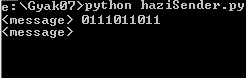 e:\Gyak07>python haziSender.py
<message> 0111011011
<message>